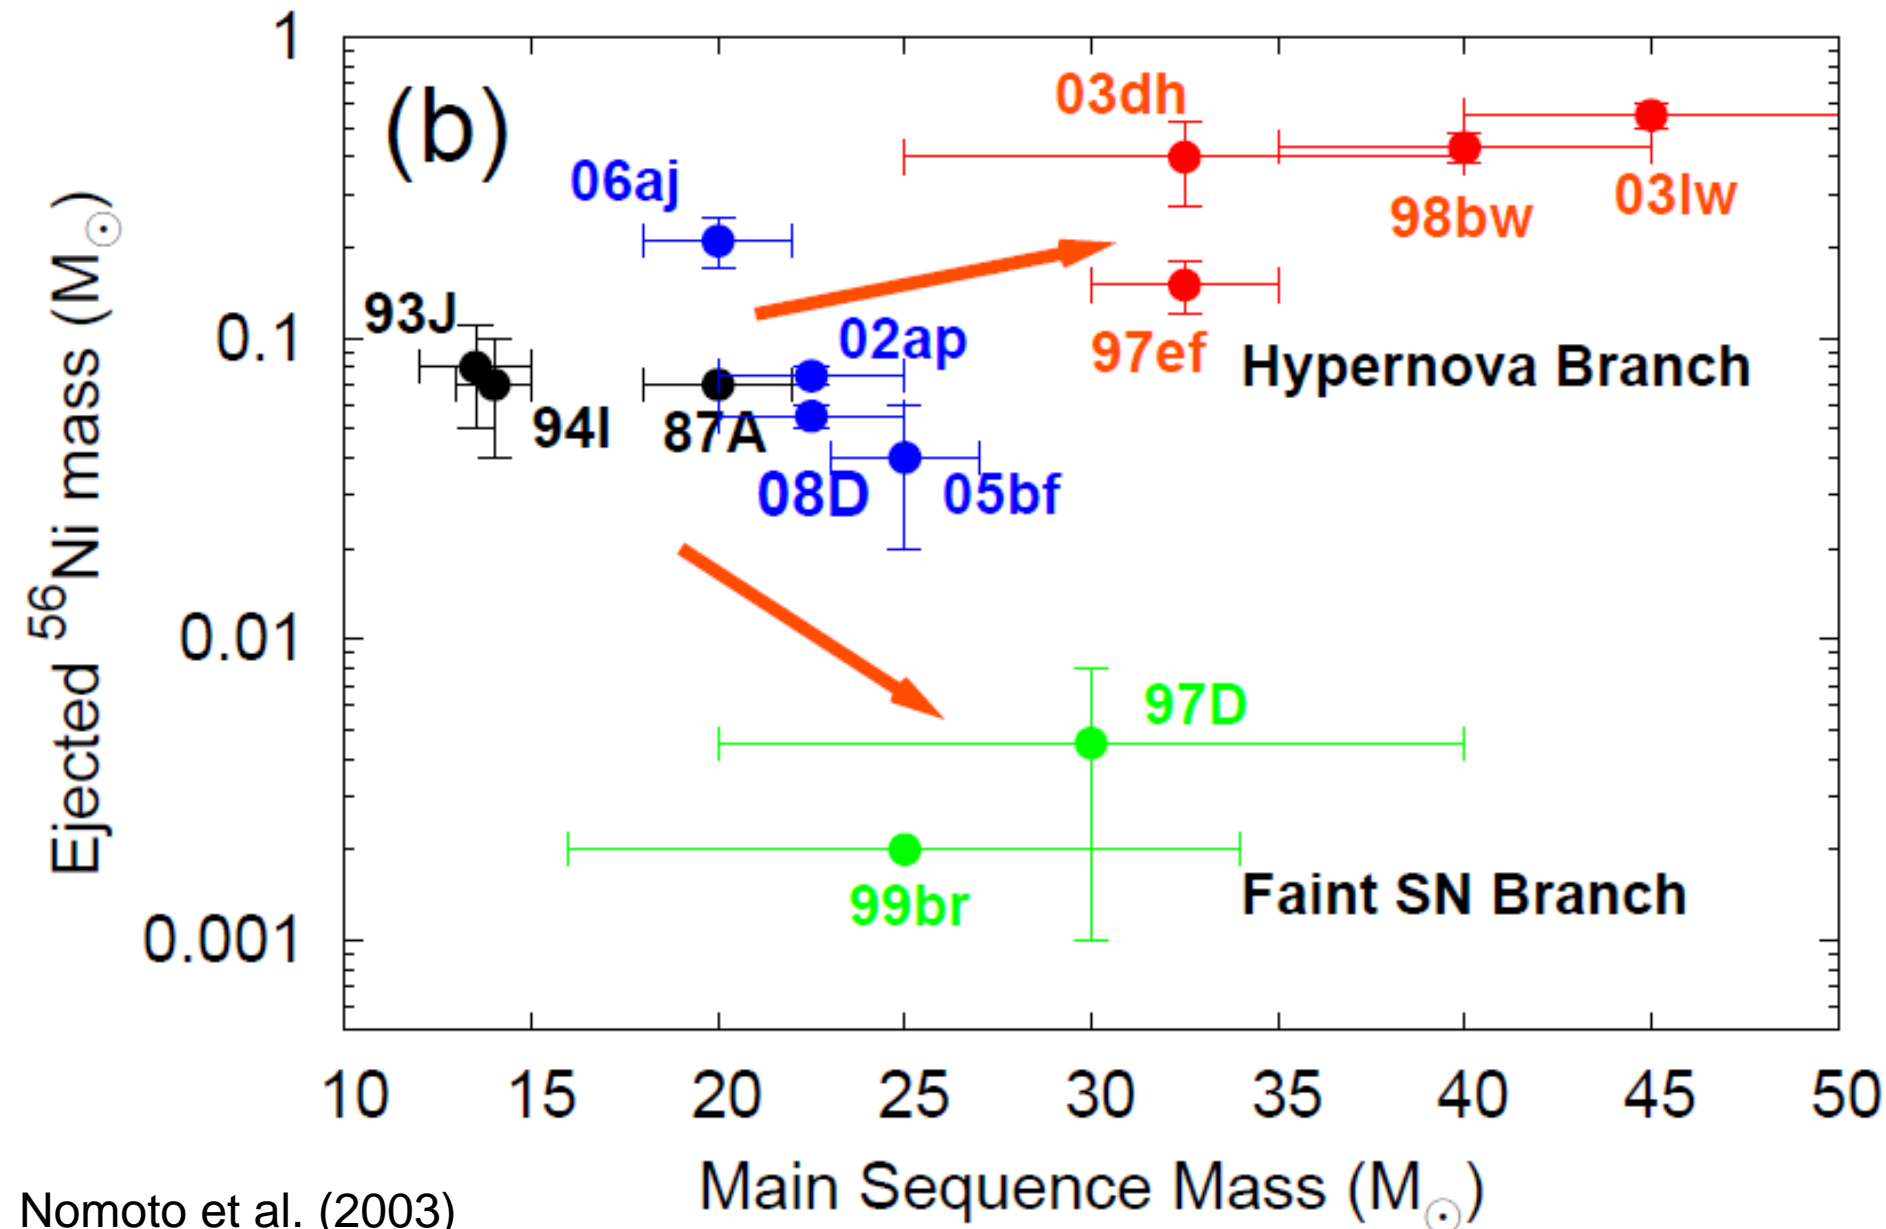 1
(b)
03dh
06aj
03lw
98bw
93J
0.1
02ap
97ef
Hypernova Branch
94I
87A
08D
05bf
0.01
97D
99br
Faint SN Branch
0.001
Ejected ⁵⁶Ni mass (M☉)
10 15 20 25 30 35 40 45 50
Main Sequence Mass (M☉)
Nomoto et al. (2003)